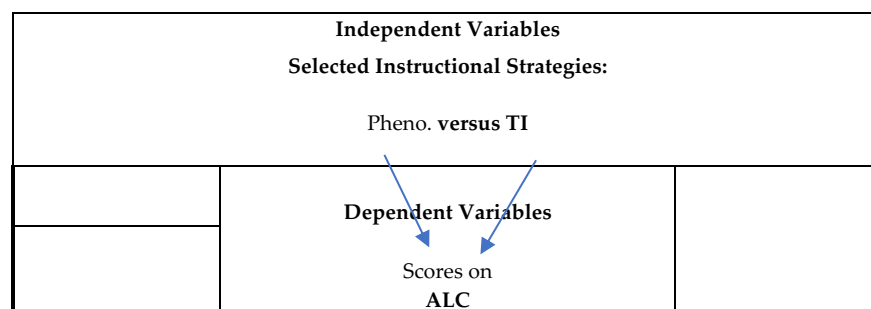 Independent Variables
Selected Instructional Strategies:
Pheno. versus TI
Dependent Variables
Scores on
ALC